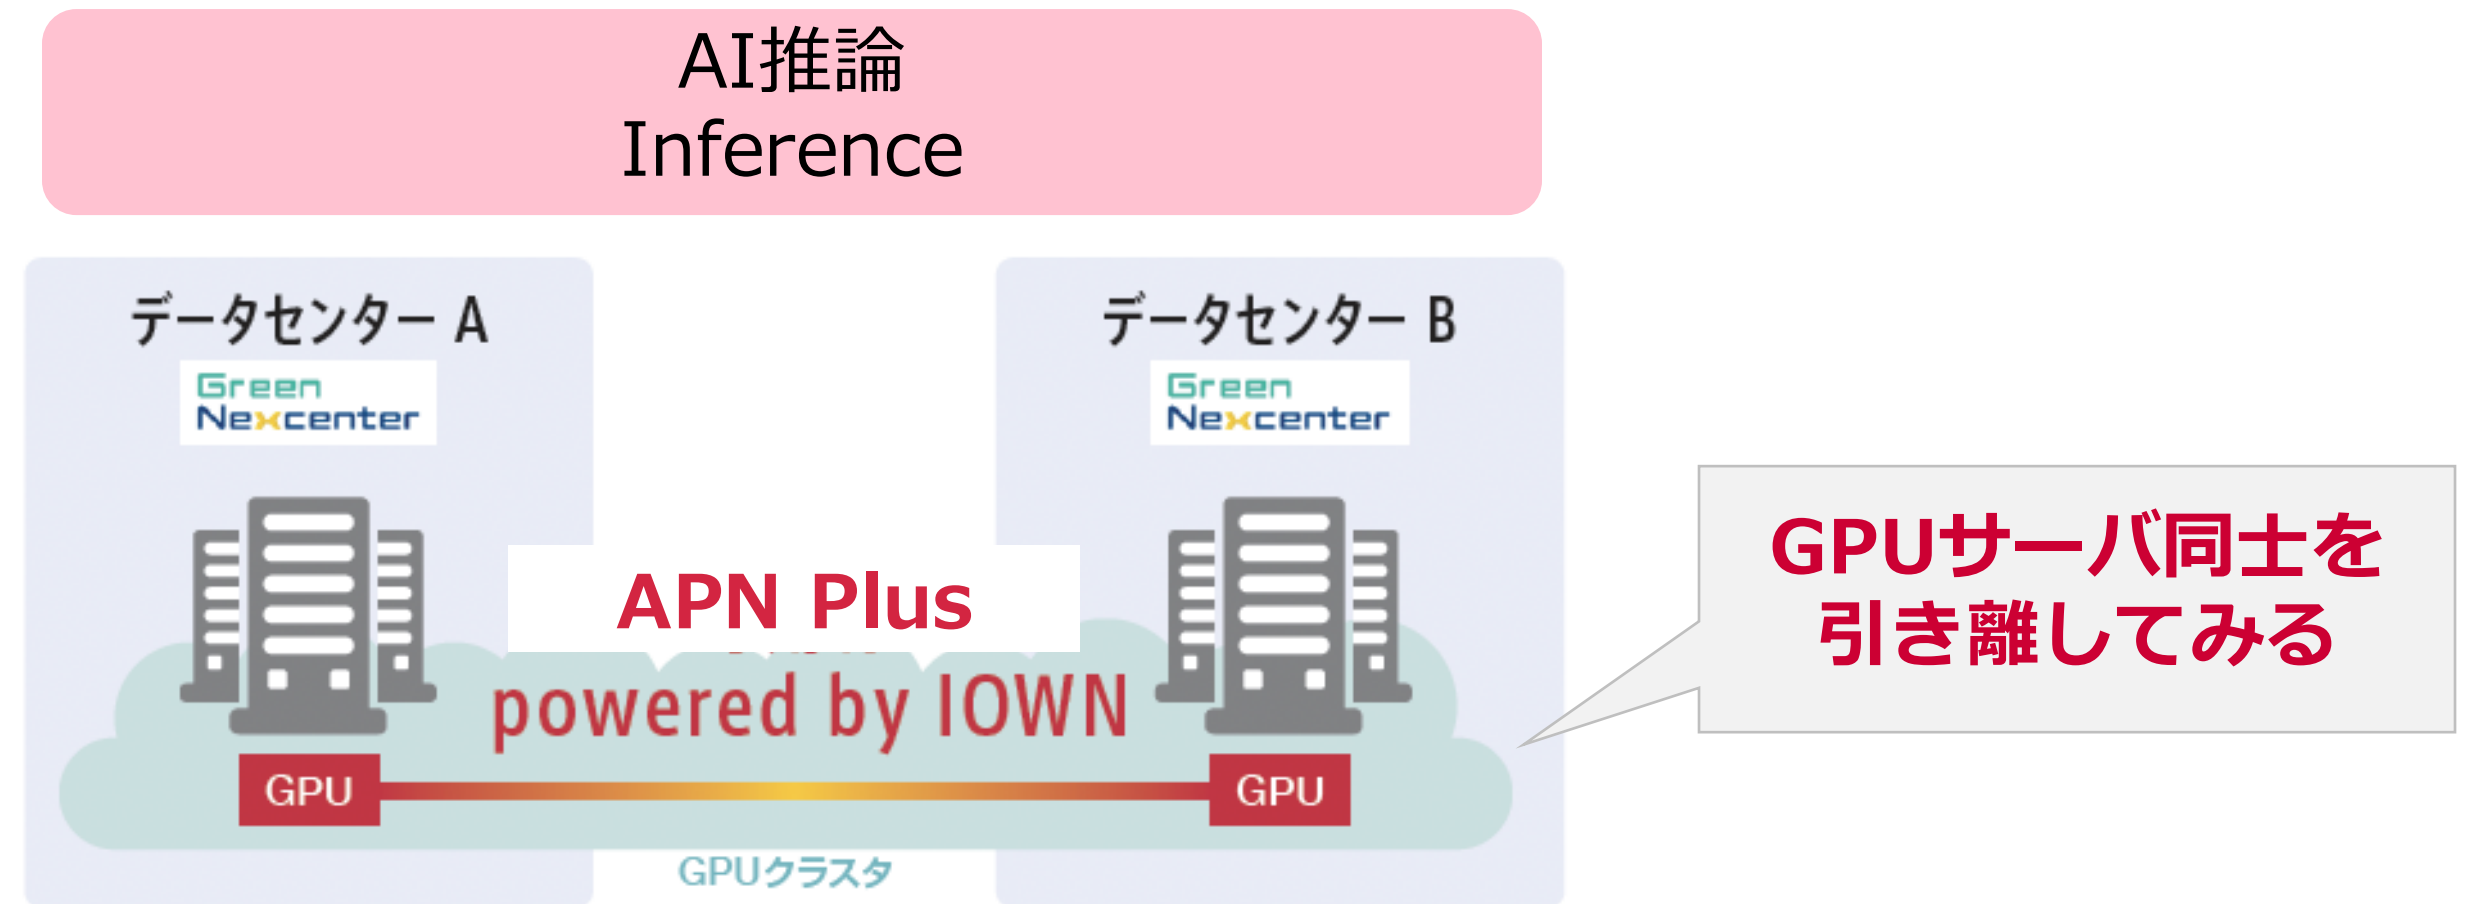 AI推論
Inference
データセンター A
Green
Nexcenter
データセンター B
Green
Nexcenter
APN Plus
powered by IOWN
GPU
GPU
GPUクラスタ
GPUサーバ同士を
引き離してみる